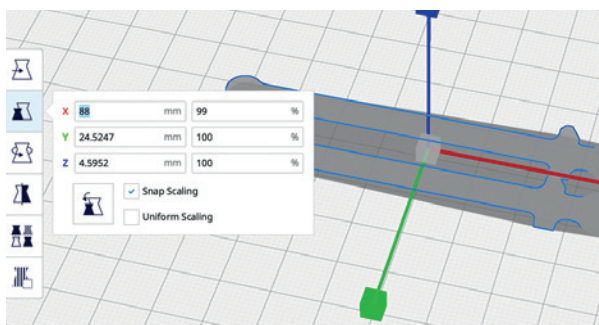 X 88 mm 99 %
Y 24.5247 mm 100 %
Z 4.5952 mm 100 %
Snap Scaling
Uniform Scaling